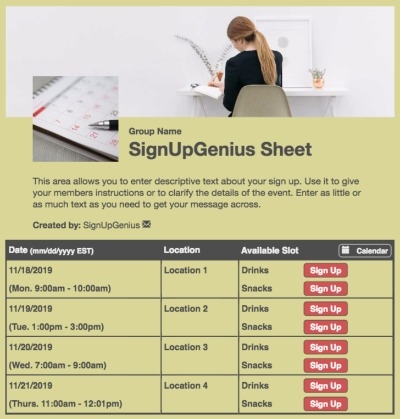 Group Name
SignUpGenius Sheet
This area allows you to enter descriptive text about your sign up. Use it to give
your members instructions or to clarify the details of the event. Enter as little or
as much text as you need to get your message across.
Created by: SignUpGenius
Date (mm/dd/yyyy EST) Location Available Slot Calendar
11/18/2019 Location 1 Drinks Sign Up
(Mon. 9:00am - 10:00am) Snacks Sign Up
11/19/2019 Location 2 Drinks Sign Up
(Tue. 1:00pm - 3:00pm) Snacks Sign Up
11/20/2019 Location 3 Drinks Sign Up
(Wed. 7:00am - 9:00am) Snacks Sign Up
11/21/2019 Location 4 Drinks Sign Up
(Thurs. 11:00am - 12:01pm) Snacks Sign Up